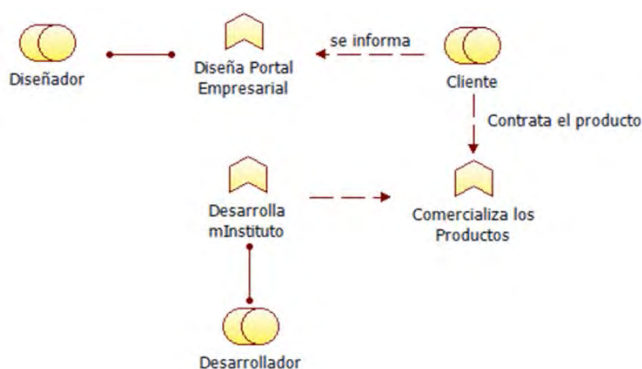 Diseñador
Diseña Portal
Empresarial
se informa
Cliente
Contrata el producto
Desarrolla
mInstituto
Comercializa los
Productos
Desarrollador